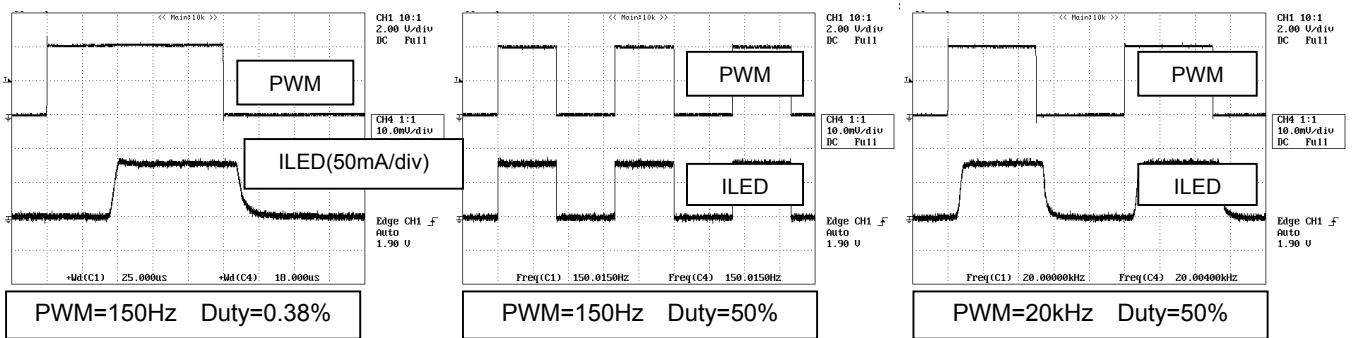 << Main:10k >>
CH1 10:1
2.00 V/div
DC Full
PWM
CH4 1:1
10.0mV/div
DC Full
ILED(50mA/div)
Edge CH1
Auto
1.90 V
+Wd(C1) 25.000us +Wd(C4) 18.000us
PWM=150Hz Duty=0.38%
<< Main:10k >>
CH1 10:1
2.00 V/div
DC Full
PWM
CH4 1:1
10.0mV/div
DC Full
ILED
Edge CH1
Auto
1.90 V
Freq(C1) 150.0150Hz Freq(C4) 150.0150Hz
PWM=150Hz Duty=50%
<< Main:10k >>
CH1 10:1
2.00 V/div
DC Full
PWM
CH4 1:1
10.0mV/div
DC Full
ILED
Edge CH1
Auto
1.90 V
Freq(C1) 20.00000kHz Freq(C4) 20.00400kHz
PWM=20kHz Duty=50%